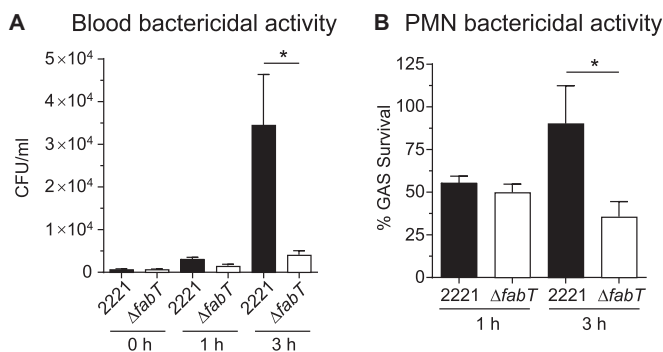 A Blood bactericidal activity
CFU/ml
5×10⁴
4×10⁴
3×10⁴
2×10⁴
1×10⁴
0
*
2221 ΔfabT 2221 ΔfabT 2221 ΔfabT
0 h 1 h 3 h
B PMN bactericidal activity
% GAS Survival
125
100
75
50
25
0
*
2221 ΔfabT 2221 ΔfabT
1 h 3 h